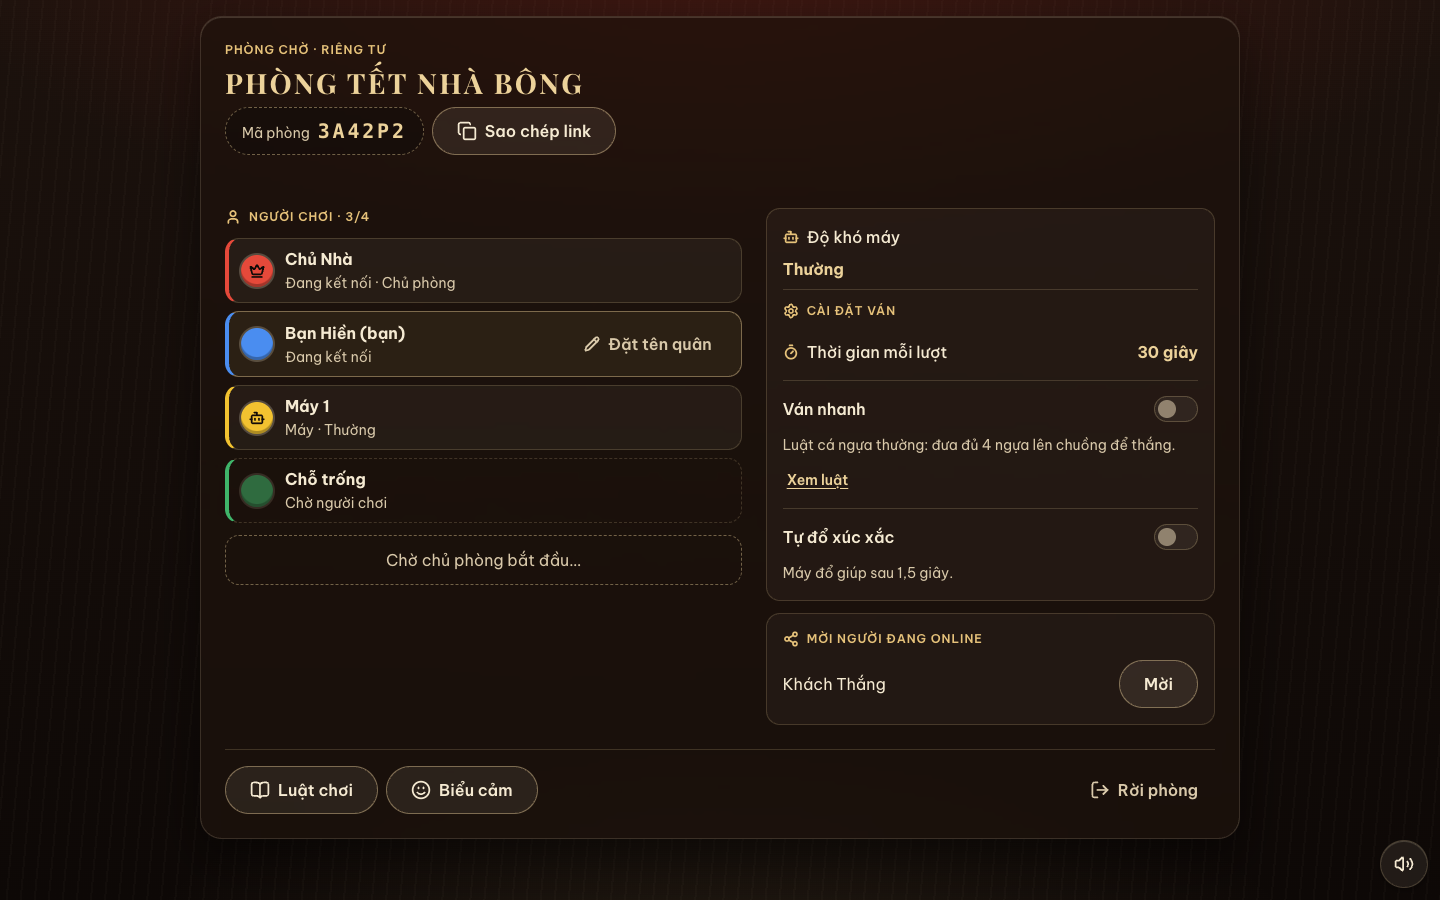 PHÒNG CHỜ · RIÊNG TƯ
PHÒNG TẾT NHÀ BÔNG
Mã phòng 3A42P2
Sao chép link
NGƯỜI CHƠI · 3/4
Chủ Nhà
Đang kết nối · Chủ phòng
Bạn Hiền (bạn)
Đang kết nối
Đặt tên quân
Máy 1
Máy · Thường
Chỗ trống
Chờ người chơi
Chờ chủ phòng bắt đầu...
Độ khó máy
Thường
CÀI ĐẶT VÁN
Thời gian mỗi lượt 30 giây
Ván nhanh
Luật cá ngựa thường: đưa đủ 4 ngựa lên chuồng để thắng.
Xem luật
Tự đổ xúc xắc
Máy đổ giúp sau 1,5 giây.
MỜI NGƯỜI ĐANG ONLINE
Khách Thắng
Mời
Luật chơi
Biểu cảm
Rời phòng